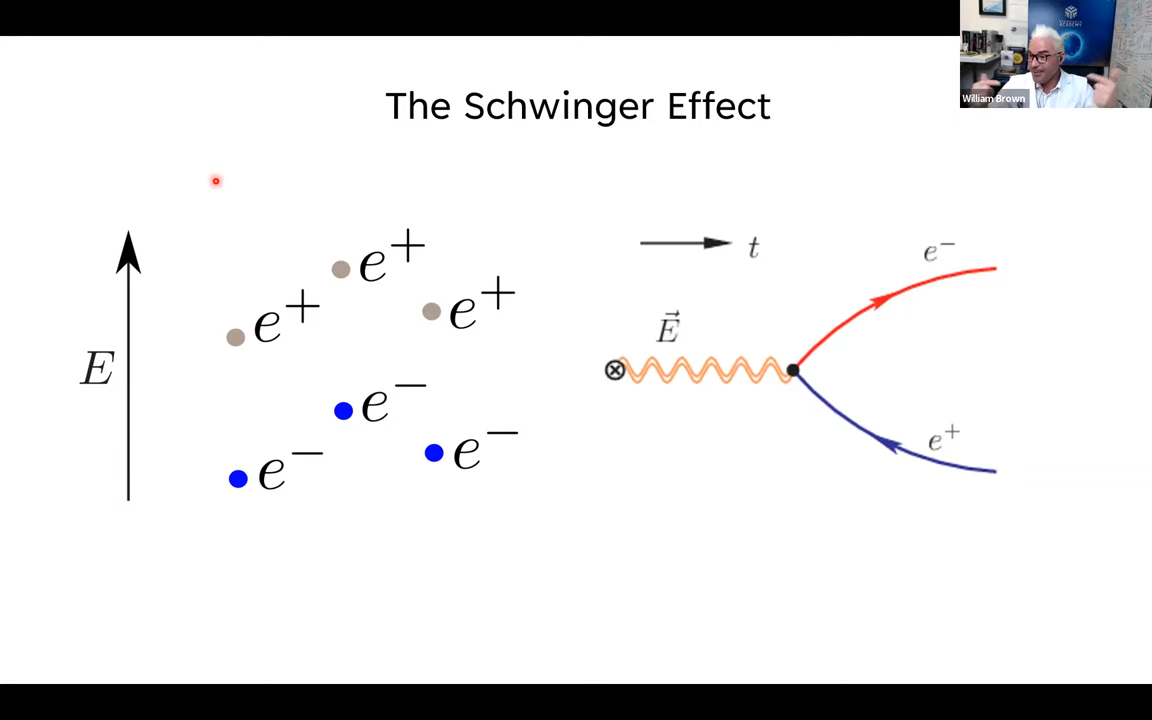 The Schwinger Effect
William Brown
E
e+
e+
e+
e−
e−
e−
t
E⃗
e−
e+